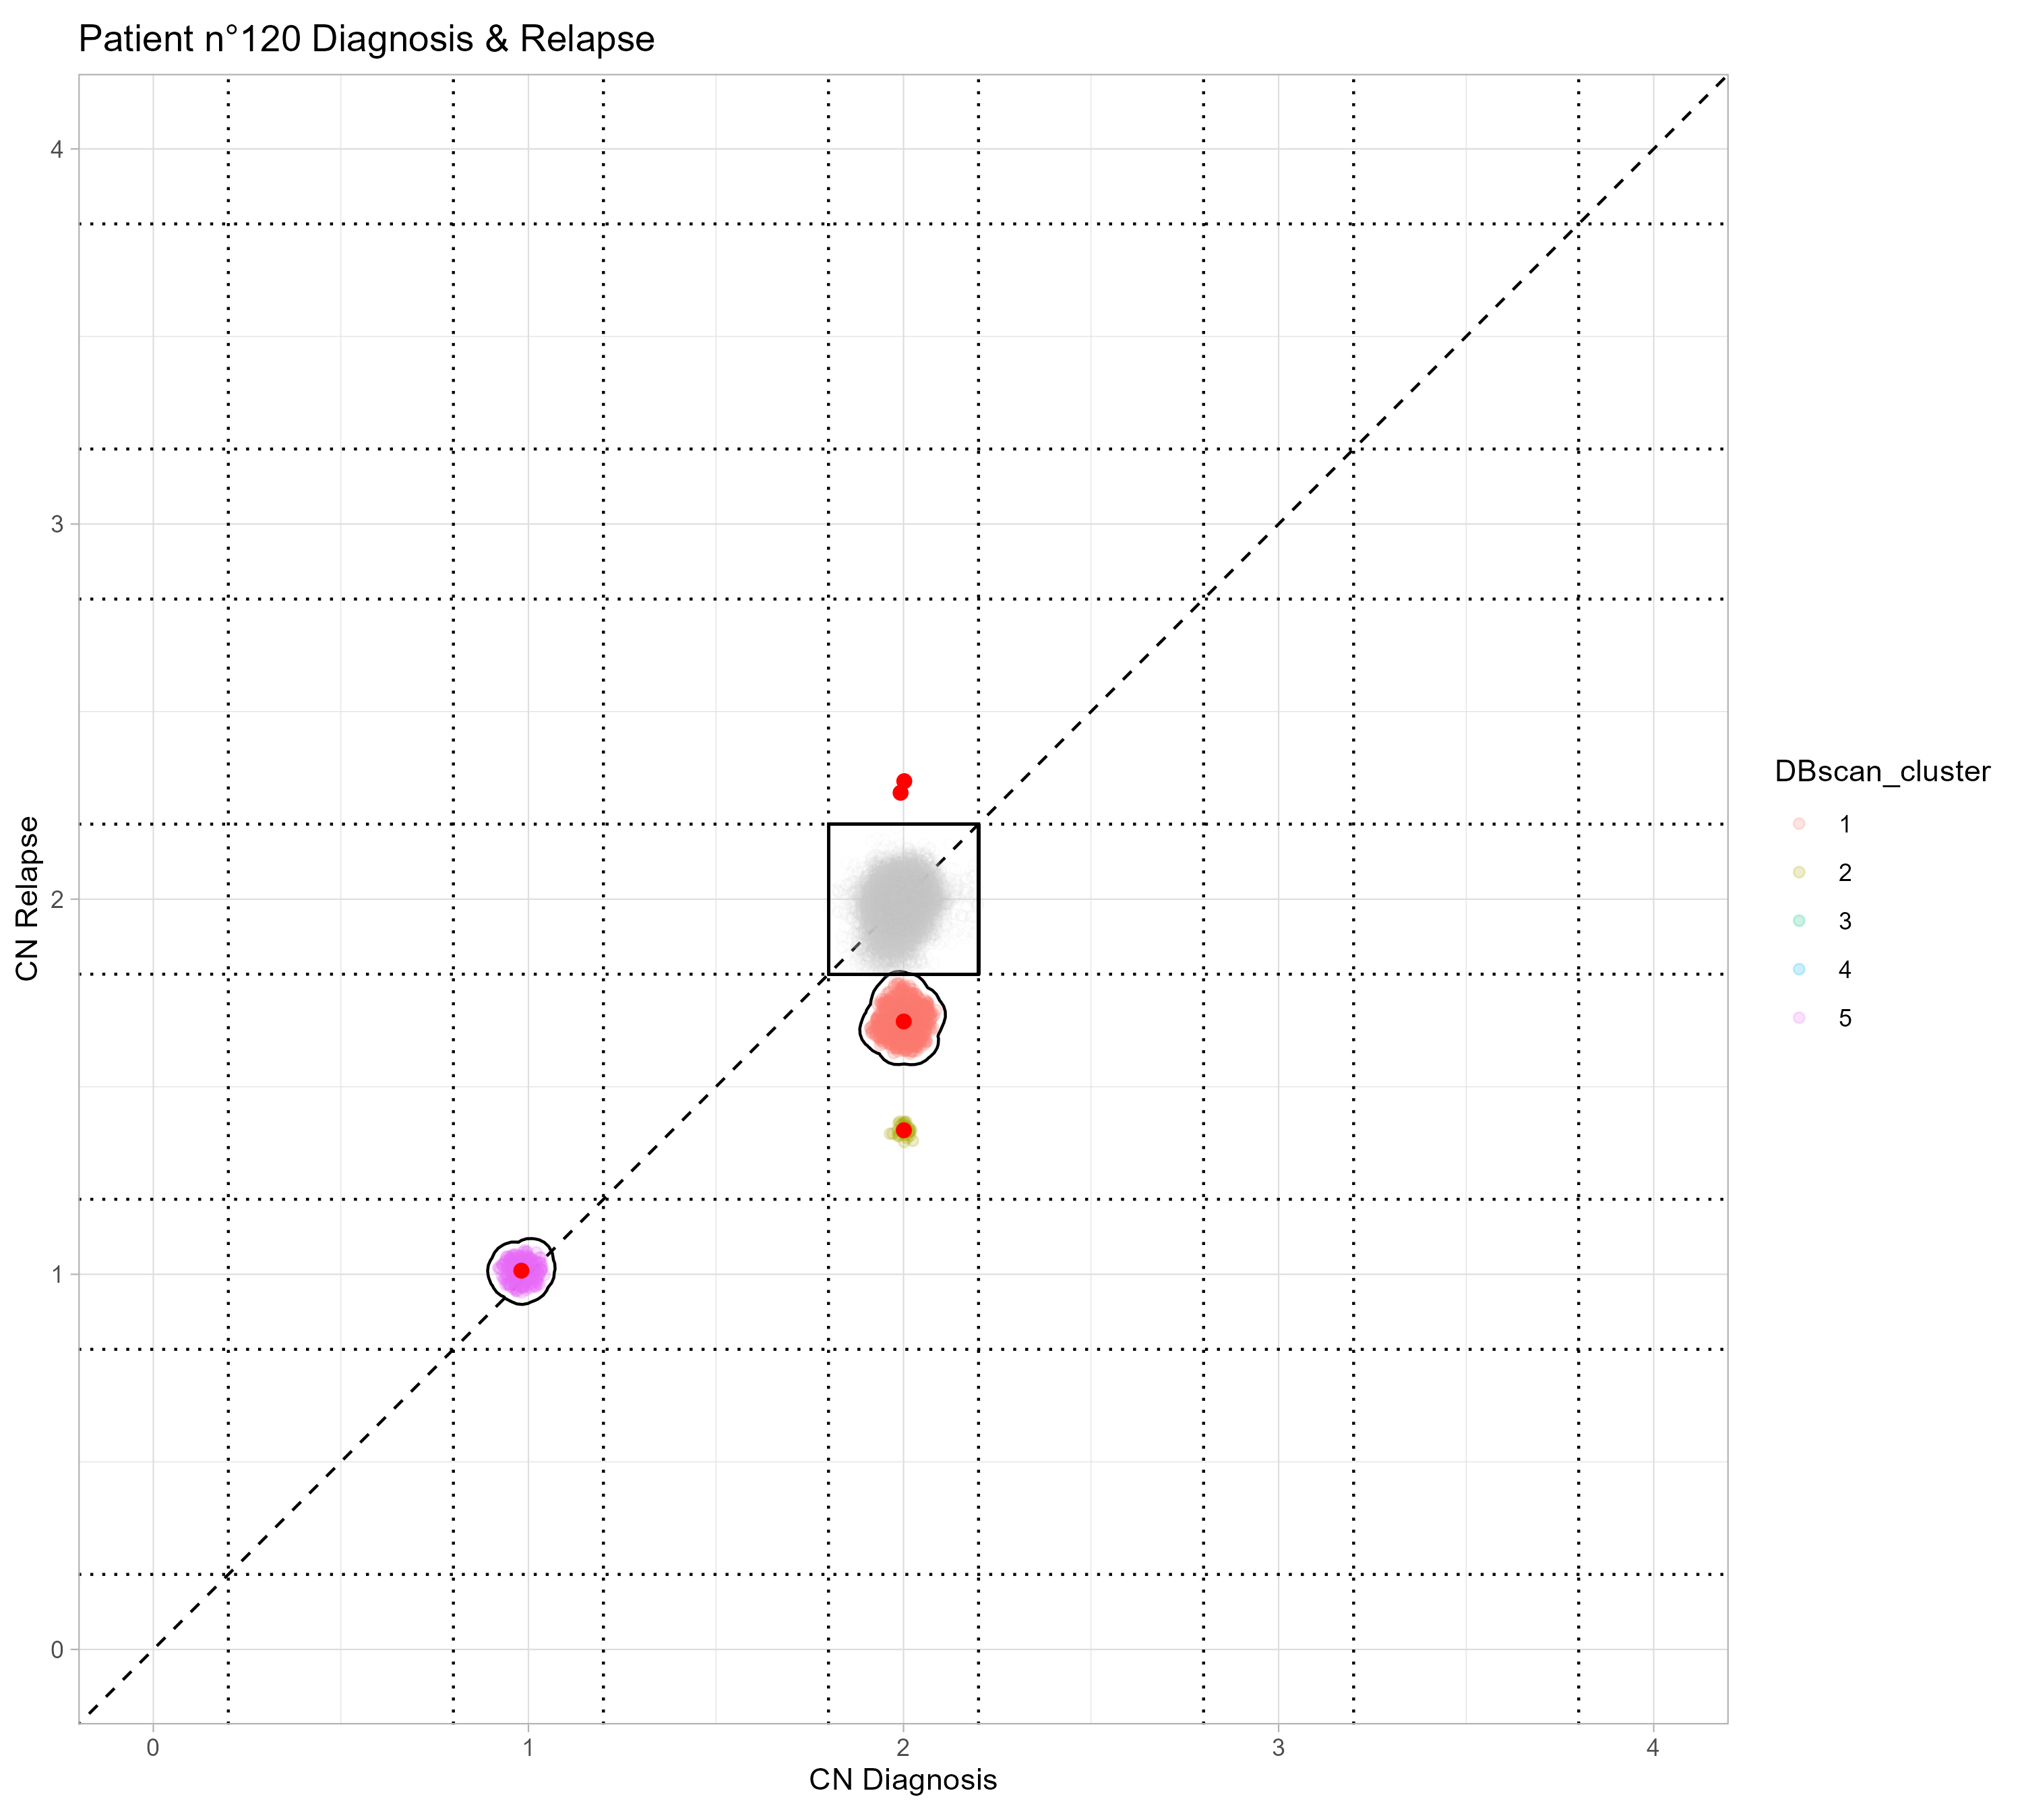 Patient n°120 Diagnosis & Relapse
4
3
2
1
0
CN Relapse
0 1 2 3 4
CN Diagnosis
DBscan_cluster
1
2
3
4
5